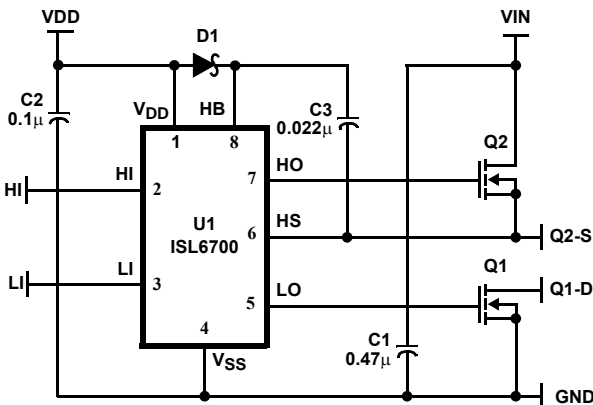 VDD
D1
VIN
C2
0.1µ
VDD
HB
C3
0.022µ
1
8
Q2
HI
HI
2
HO
7
U1
ISL6700
HS
6
Q2-S
LI
LI
3
LO
5
Q1
Q1-D
4
VSS
C1
0.47µ
GND